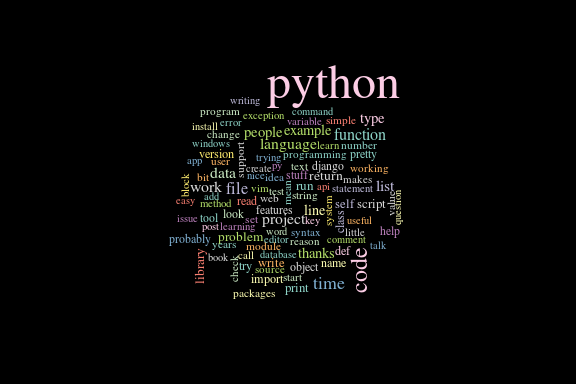 python
writing
program exception command
install error variable simple type
change people example function
windows language learn number
version support trying programming pretty
app user create py text django working
block bit data nice idea stuff return makes
work file vim test mean run api statement list value
easy add method read web string system self script question
issue tool look features line class useful
post learning set project key little help
probably problem word editor syntax reason comment talk
years module database thanks def
library book check call try source write object name code
import start
packages print time